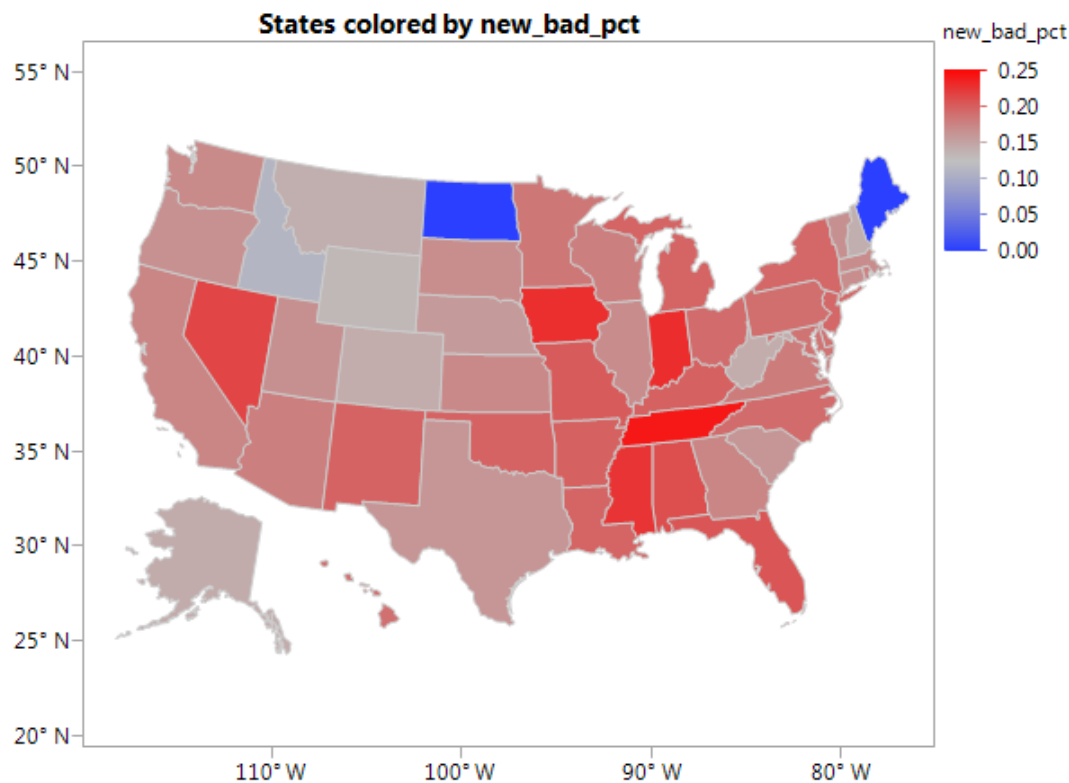 States colored by new_bad_pct
new_bad_pct
0.25
0.20
0.15
0.10
0.05
0.00
55° N
50° N
45° N
40° N
35° N
30° N
25° N
20° N
110° W
100° W
90° W
80° W